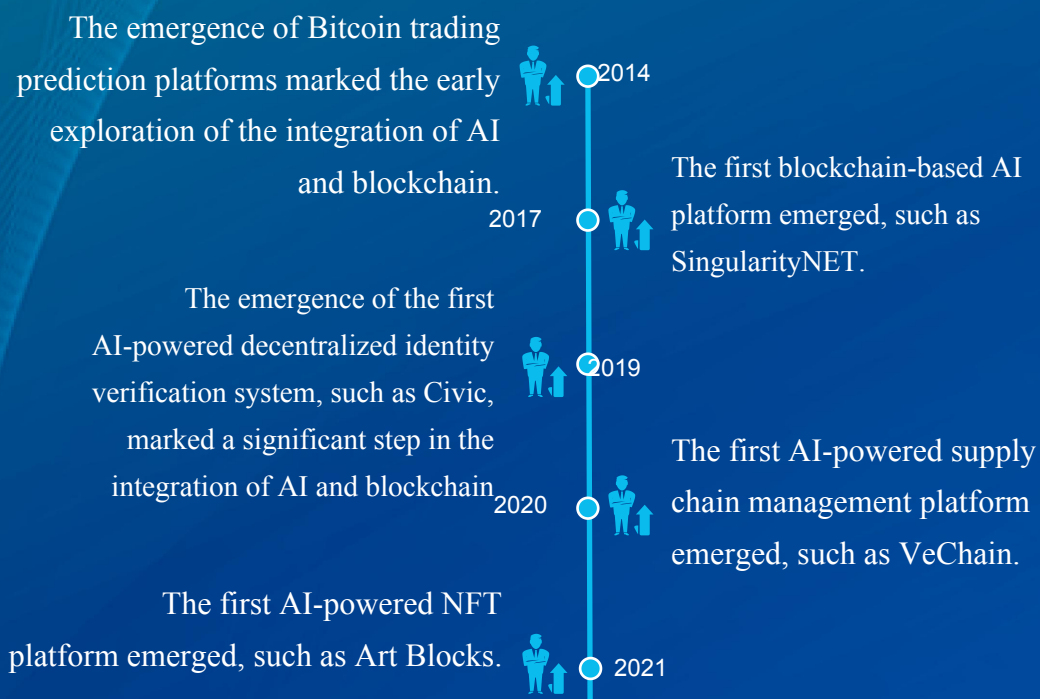 The emergence of Bitcoin trading
prediction platforms marked the early
exploration of the integration of AI
and blockchain.
2014
2017
The first blockchain-based AI
platform emerged, such as
SingularityNET.
The emergence of the first
AI-powered decentralized identity
verification system, such as Civic,
marked a significant step in the
integration of AI and blockchain
2019
2020
The first AI-powered supply
chain management platform
emerged, such as VeChain.
The first AI-powered NFT
platform emerged, such as Art Blocks.
2021